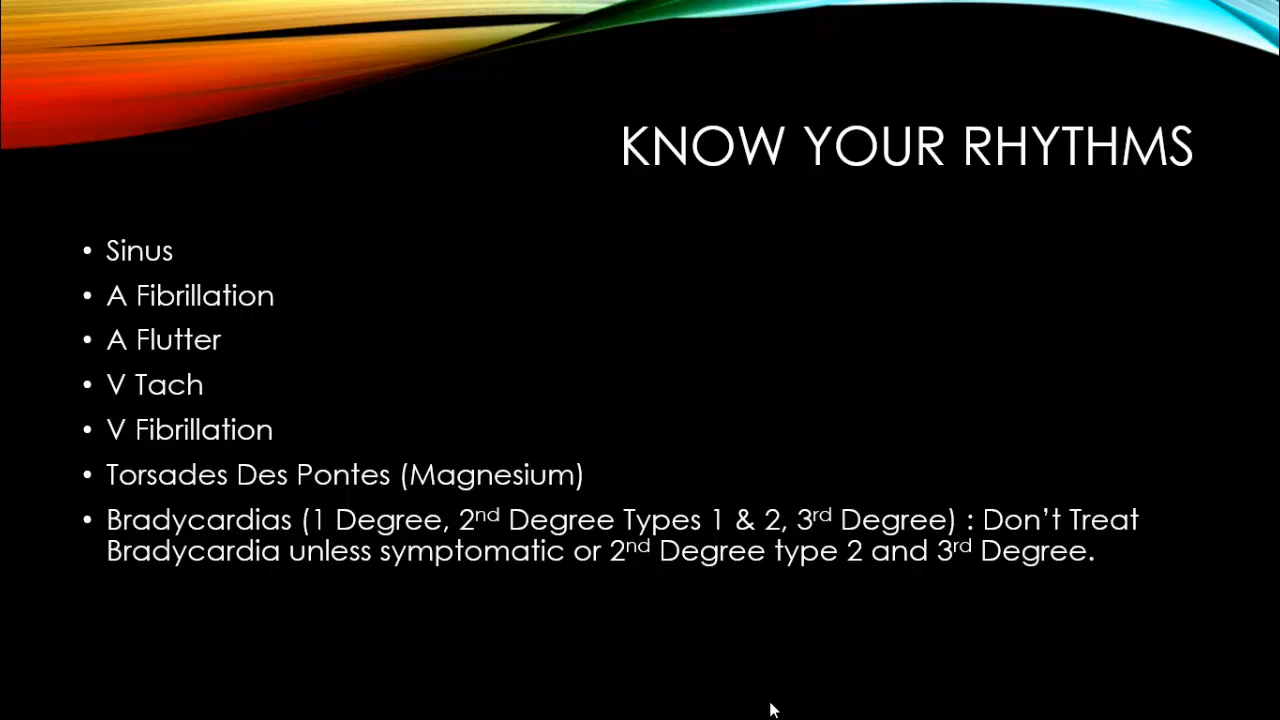 KNOW YOUR RHYTHMS
• Sinus
• A Fibrillation
• A Flutter
• V Tach
• V Fibrillation
• Torsades Des Pontes (Magnesium)
• Bradycardias (1 Degree, 2nd Degree Types 1 & 2, 3rd Degree) : Don't Treat
Bradycardia unless symptomatic or 2nd Degree type 2 and 3rd Degree.